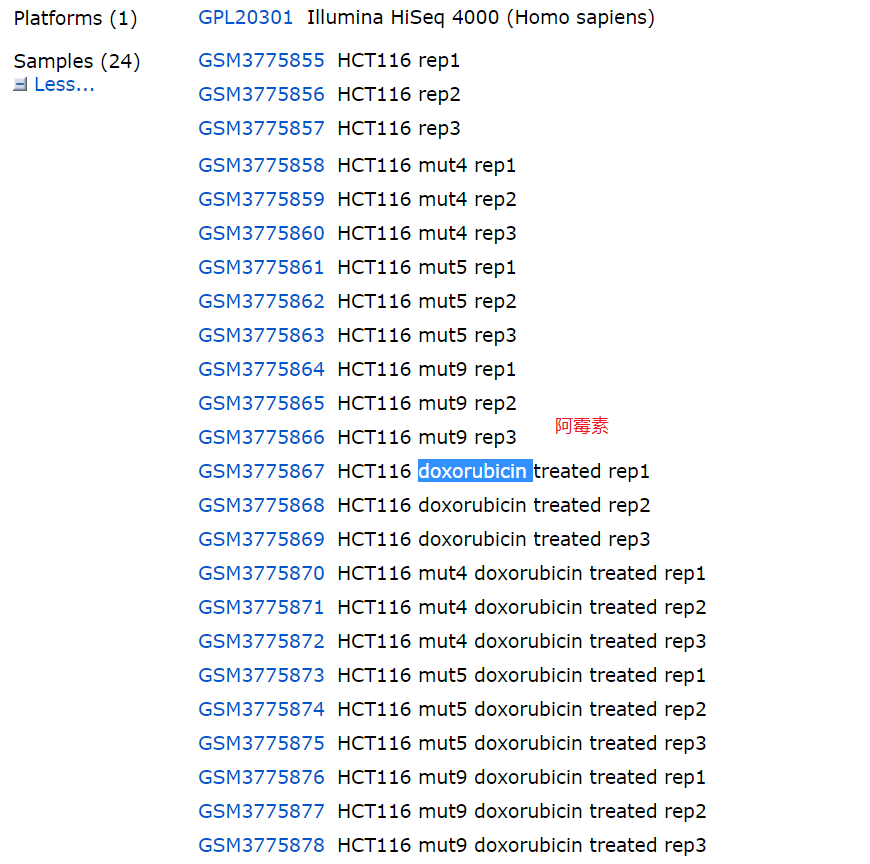 Platforms (1) GPL20301 Illumina HiSeq 4000 (Homo sapiens)
Samples (24) GSM3775855 HCT116 rep1
Less... GSM3775856 HCT116 rep2
GSM3775857 HCT116 rep3
GSM3775858 HCT116 mut4 rep1
GSM3775859 HCT116 mut4 rep2
GSM3775860 HCT116 mut4 rep3
GSM3775861 HCT116 mut5 rep1
GSM3775862 HCT116 mut5 rep2
GSM3775863 HCT116 mut5 rep3
GSM3775864 HCT116 mut9 rep1
GSM3775865 HCT116 mut9 rep2
阿霉素
GSM3775866 HCT116 mut9 rep3
GSM3775867 HCT116 doxorubicin treated rep1
GSM3775868 HCT116 doxorubicin treated rep2
GSM3775869 HCT116 doxorubicin treated rep3
GSM3775870 HCT116 mut4 doxorubicin treated rep1
GSM3775871 HCT116 mut4 doxorubicin treated rep2
GSM3775872 HCT116 mut4 doxorubicin treated rep3
GSM3775873 HCT116 mut5 doxorubicin treated rep1
GSM3775874 HCT116 mut5 doxorubicin treated rep2
GSM3775875 HCT116 mut5 doxorubicin treated rep3
GSM3775876 HCT116 mut9 doxorubicin treated rep1
GSM3775877 HCT116 mut9 doxorubicin treated rep2
GSM3775878 HCT116 mut9 doxorubicin treated rep3